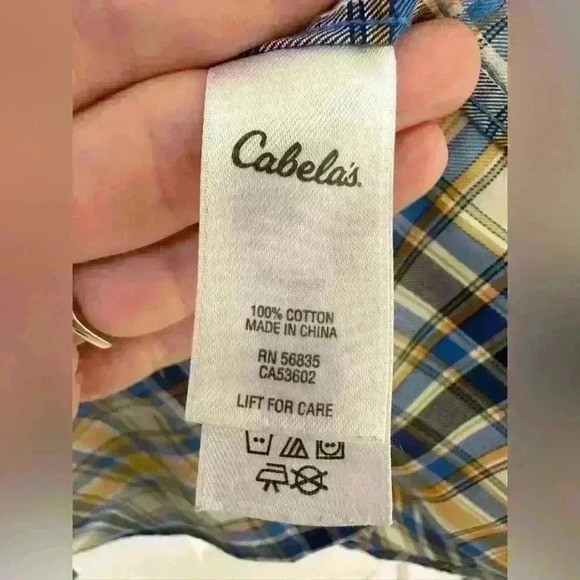 Cabela's.
100% COTTON
MADE IN CHINA
RN 56835
CA53602
LIFT FOR CARE